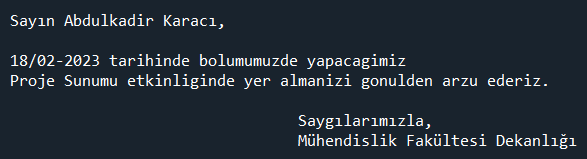 Sayın Abdulkadir Karacı,
18/02-2023 tarihinde bolumumuzde yapacagimiz
Proje Sunumu etkinliginde yer almanizi gonulden arzu ederiz.
Saygılarımızla,
Mühendislik Fakültesi Dekanlığı